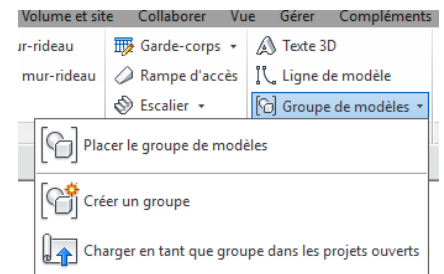 Volume et site Collaborer Vue Gérer Compléments
ur-rideau Garde-corps Texte 3D
mur-rideau Rampe d'accès Ligne de modèle
Escalier Groupe de modèles
Placer le groupe de modèles
Créer un groupe
Charger en tant que groupe dans les projets ouverts